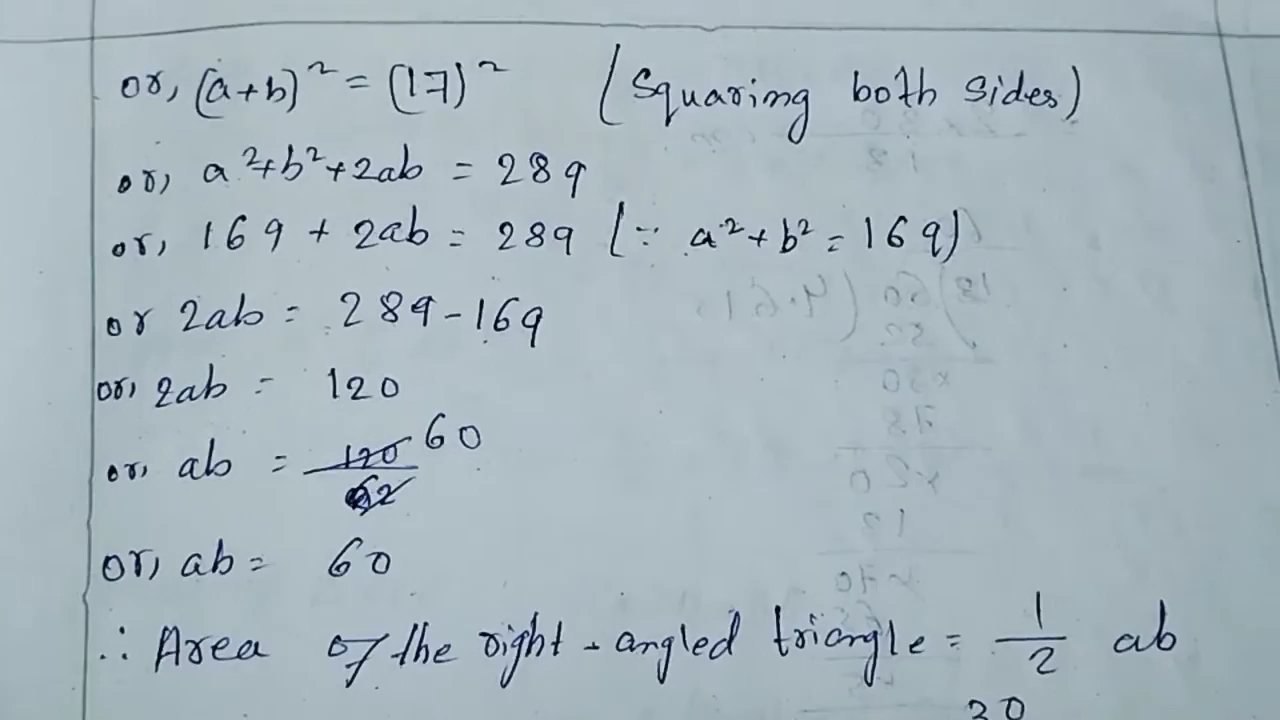 or, (a+b)² = (17)² (Squaring both sides)
or, a²+b²+2ab = 289
or, 169 + 2ab = 289 (∵ a²+b² = 169)
or 2ab = 289-169
or, 2ab = 120
or, ab = 120/2 60
or, ab = 60
∴ Area of the right-angled triangle = 1/2 ab
30